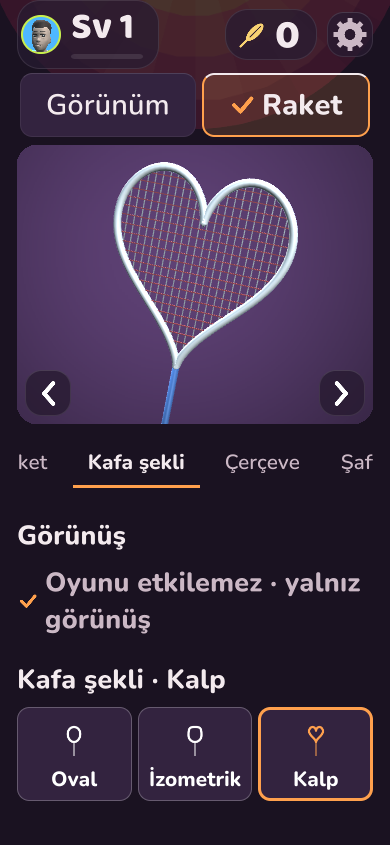 Sv 1
0
Görünüm
Raket
ket
Kafa şekli
Çerçeve
Şaf
Görünüş
Oyunu etkilemez · yalnız
görünüş
Kafa şekli · Kalp
Oval
İzometrik
Kalp